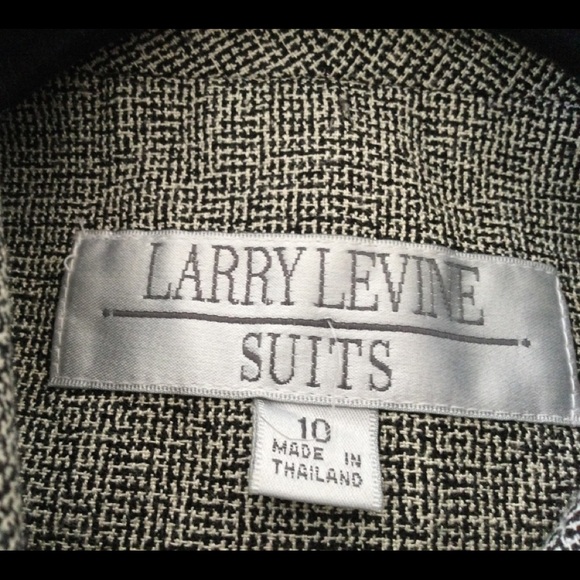 LARRY LEVINE
SUITS
10
MADE IN
THAILAND